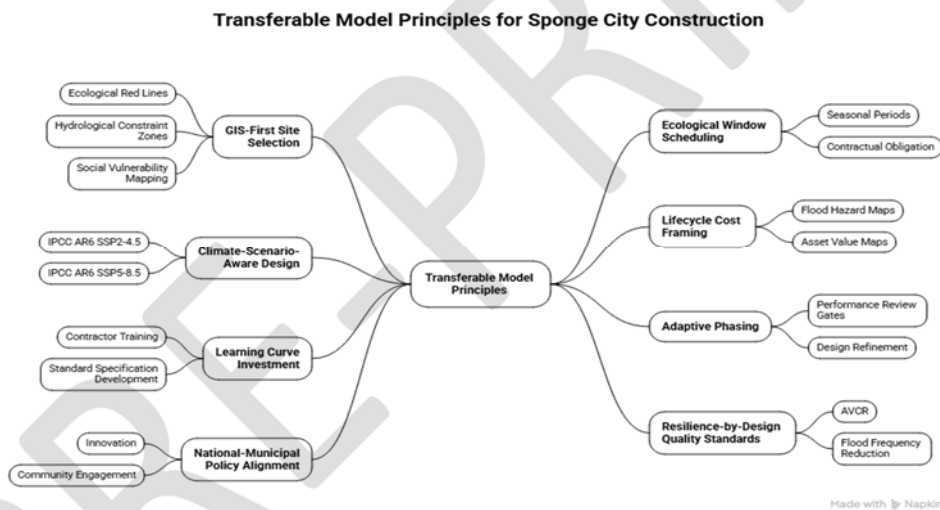 Transferable Model Principles for Sponge City Construction
Ecological Red Lines
Hydrological Constraint
Zones
Social Vulnerability
Mapping
GIS-First Site
Selection
IPCC AR6 SSP2-4.5
IPCC AR6 SSP5-8.5
Climate-Scenario-
Aware Design
Contractor Training
Standard Specification
Development
Learning Curve
Investment
Innovation
Community Engagement
National-Municipal
Policy Alignment
Transferable Model
Principles
Ecological Window
Scheduling
Seasonal Periods
Contractual Obligation
Lifecycle Cost
Framing
Flood Hazard Maps
Asset Value Maps
Adaptive Phasing
Performance Review
Gates
Design Refinement
Resilience-by-Design
Quality Standards
AVCR
Flood Frequency
Reduction
Made with Napkin
PRE-PRI